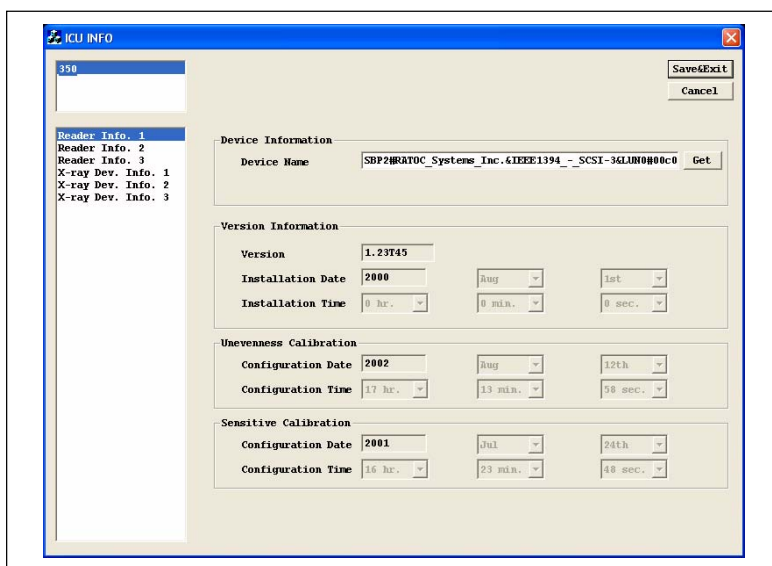 ICU INFO
350
Save&Exit
Cancel
Reader Info. 1
Reader Info. 2
Reader Info. 3
X-ray Dev. Info. 1
X-ray Dev. Info. 2
X-ray Dev. Info. 3
Device Information
Device Name SBP2#RATOC_Systems_Inc.&IEEE1394_-_SCSI-3&LUN0#00c0 Get
Version Information
Version 1.23T45
Installation Date 2000 Aug 1st
Installation Time 0 hr. 0 min. 0 sec.
Unevenness Calibration
Configuration Date 2002 Aug 12th
Configuration Time 17 hr. 13 min. 58 sec.
Sensitive Calibration
Configuration Date 2001 Jul 24th
Configuration Time 16 hr. 23 min. 48 sec.